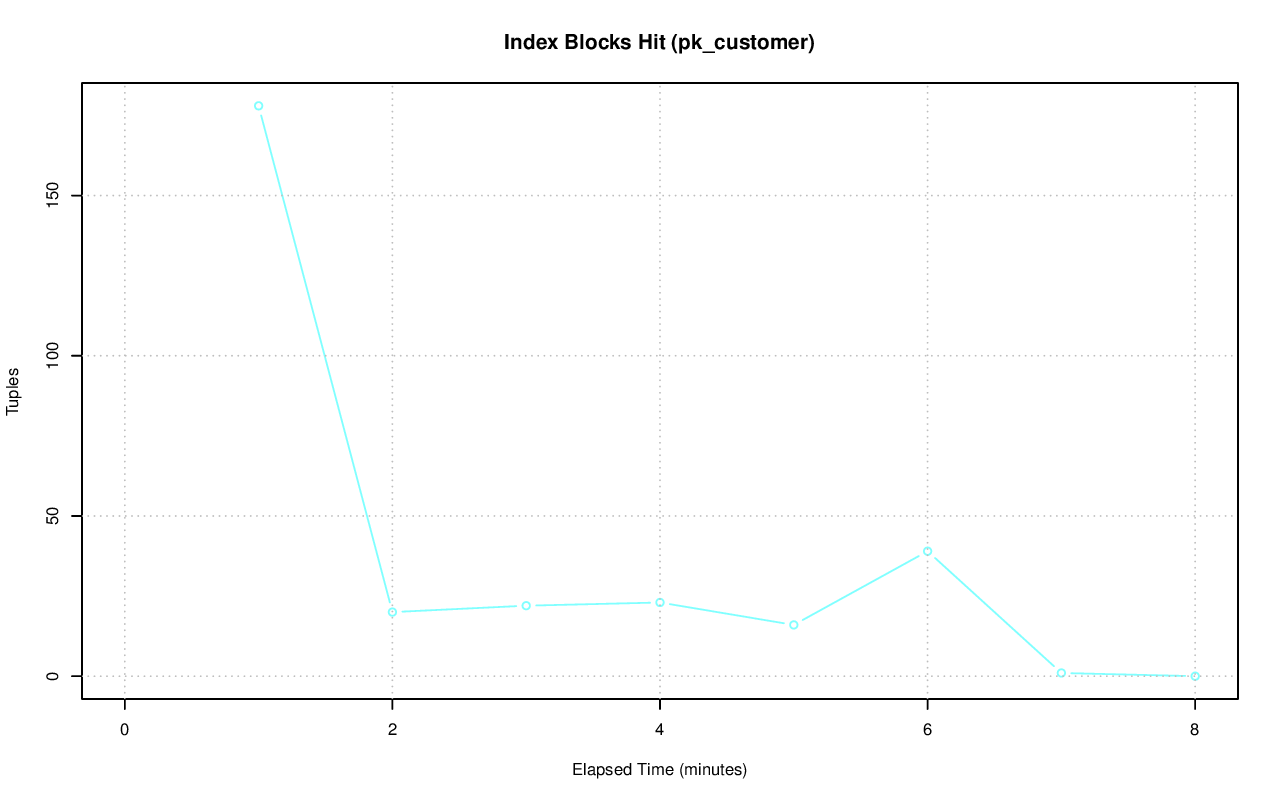 Index Blocks Hit (pk_customer)
Tuples
150
100
50
0
0 2 4 6 8
Elapsed Time (minutes)